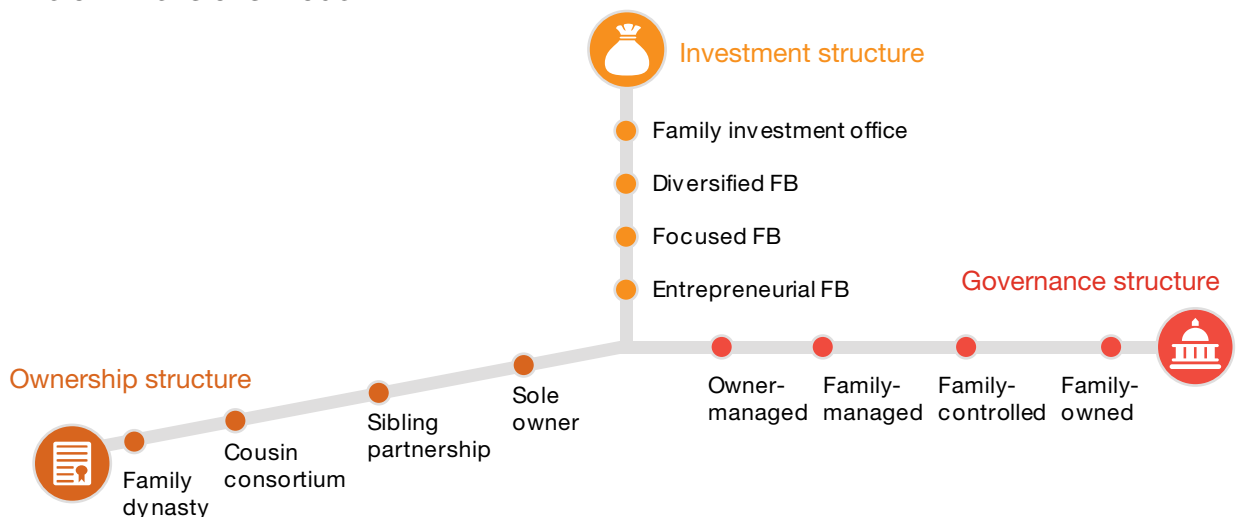 Investment structure
Family investment office
Diversified FB
Focused FB
Entrepreneurial FB
Governance structure
Owner-
managed
Family-
managed
Family-
controlled
Family-
owned
Ownership structure
Sole
owner
Sibling
partnership
Cousin
consortium
Family
dynasty